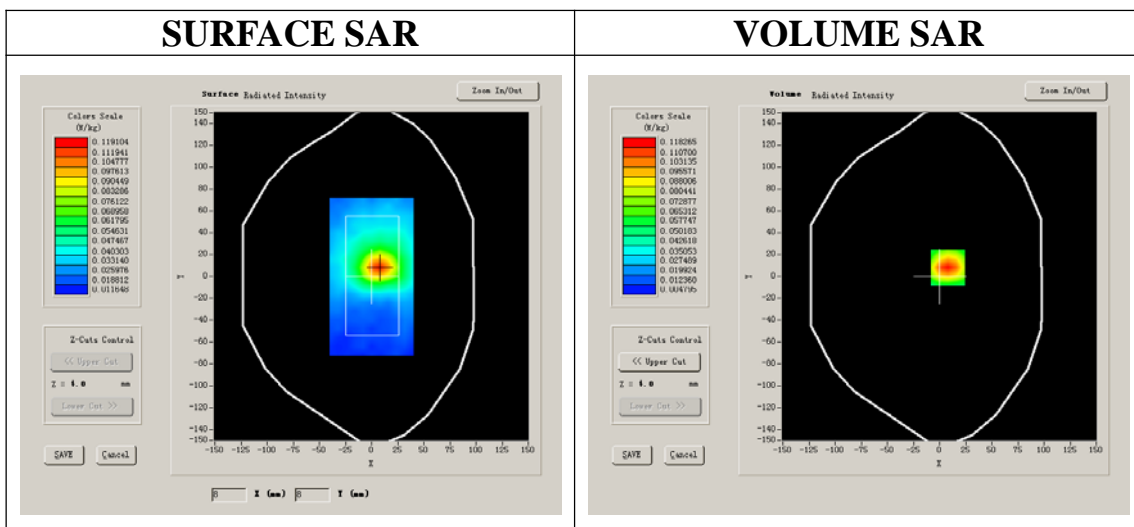 SURFACE SAR
VOLUME SAR
Surface Radiated Intensity
Zoom In/Out
Colors Scale
(W/kg)
0.119104
0.111941
0.104777
0.097613
0.090449
0.083286
0.076122
0.068958
0.061795
0.054631
0.047467
0.040303
0.033140
0.025976
0.018812
0.011648
150
140
120
100
80
60
40
20
0
-20
-40
-60
-80
-100
-120
-140
-150
Y
-150 -125 -100 -75 -50 -25 0 25 50 75 100 125 150
X
Z-Cuts Control
<< Upper Cut
Z = 4.0 mm
Lower Cut >>
SAVE Cancel
8 X (mm) 8 Y (mm)
Volume Radiated Intensity
Zoom In/Out
Colors Scale
(W/kg)
0.118265
0.110700
0.103135
0.095571
0.088006
0.080441
0.072877
0.065312
0.057747
0.050183
0.042618
0.035053
0.027489
0.019924
0.012360
0.004795
150
140
120
100
80
60
40
20
0
-20
-40
-60
-80
-100
-120
-140
-150
Y
-150 -125 -100 -75 -50 -25 0 25 50 75 100 125 150
X
Z-Cuts Control
<< Upper Cut
Z = 4.0 mm
Lower Cut >>
SAVE Cancel